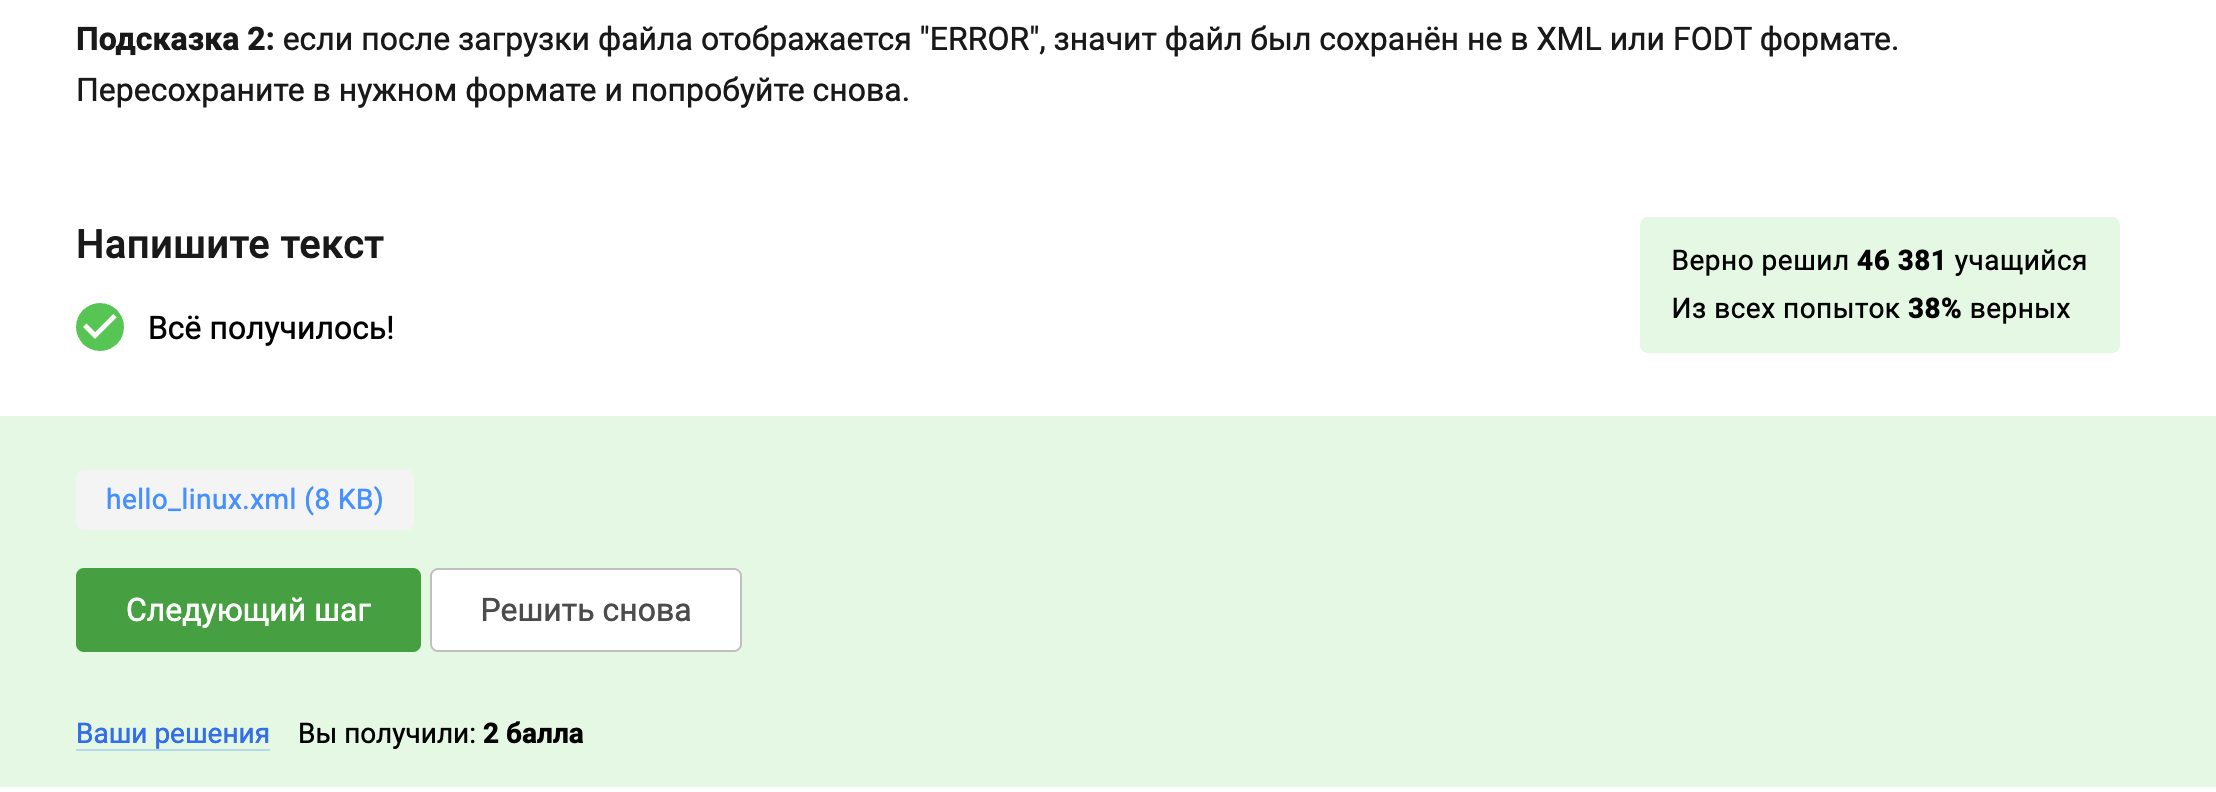 Подсказка 2: если после загрузки файла отображается "ERROR", значит файл был сохранён не в XML или FODT формате.
Пересохраните в нужном формате и попробуйте снова.
Напишите текст
Всё получилось!
Верно решил 46 381 учащийся
Из всех попыток 38% верных
hello_linux.xml (8 KB)
Следующий шаг
Решить снова
Ваши решения
Вы получили: 2 балла